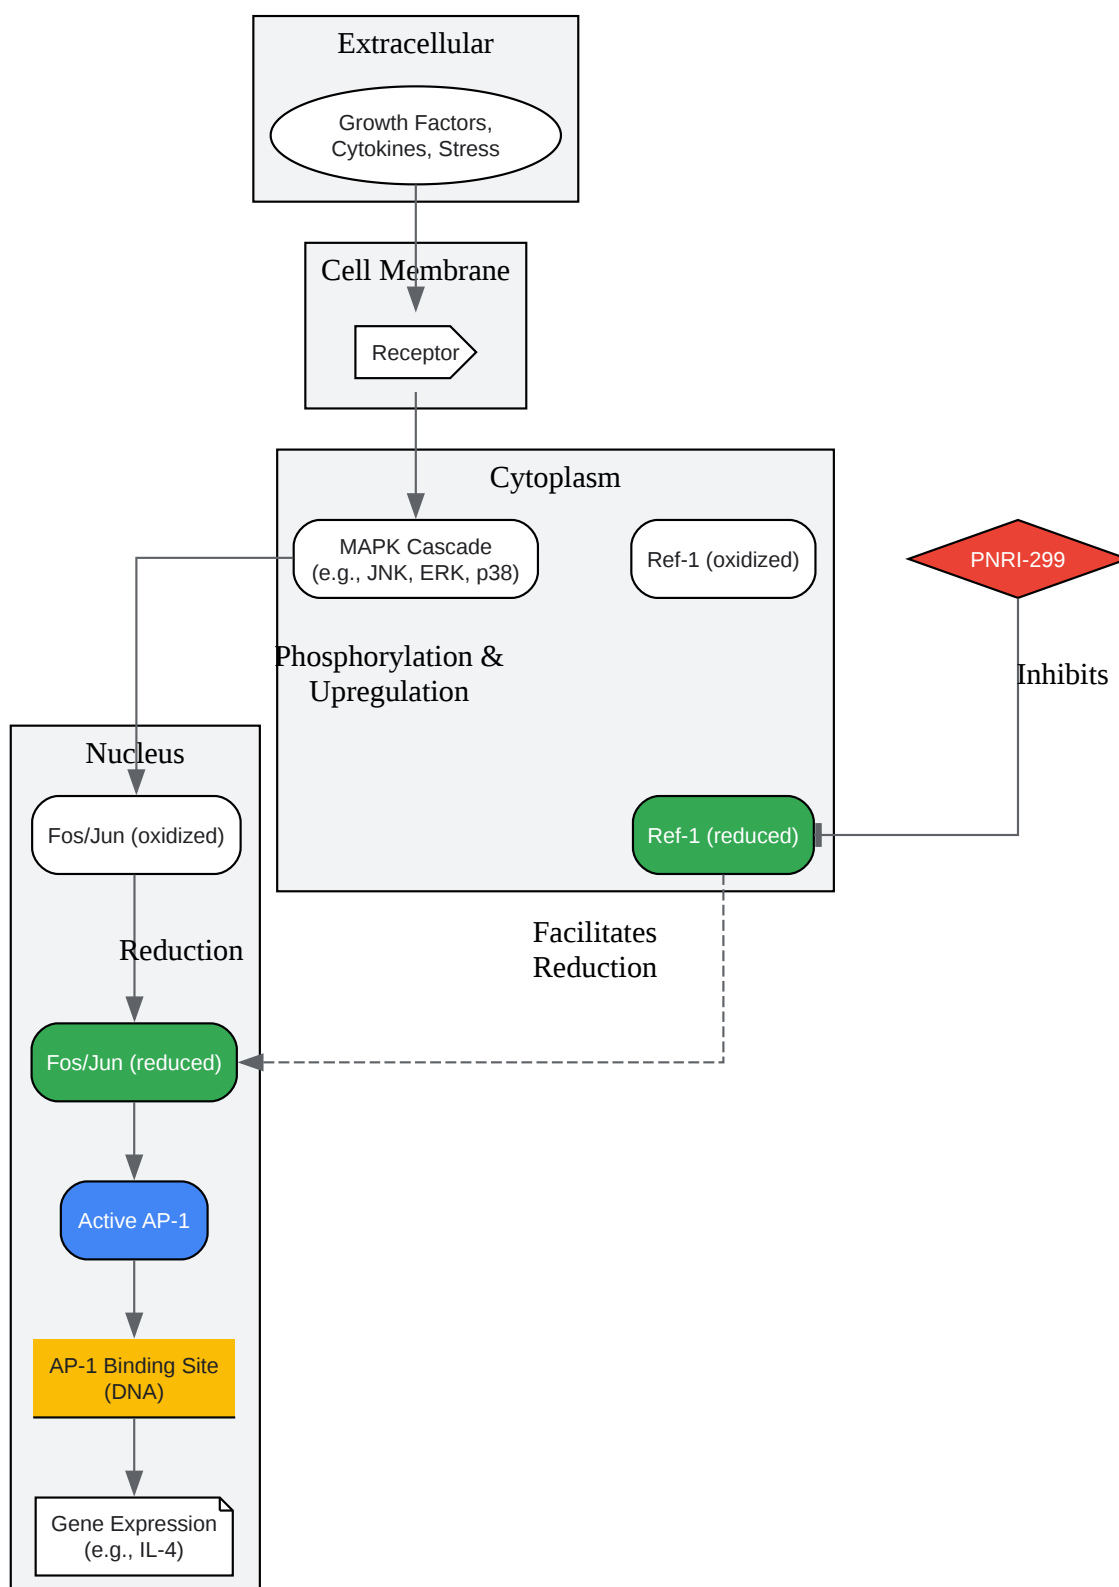 Extracellular
Growth Factors,
Cytokines, Stress
Cell Membrane
Receptor
Cytoplasm
MAPK Cascade
(e.g., JNK, ERK, p38)
Ref-1 (oxidized)
PNRI-299
Phosphorylation &
Upregulation
Inhibits
Nucleus
Fos/Jun (oxidized)
Ref-1 (reduced)
Reduction
Facilitates
Reduction
Fos/Jun (reduced)
Active AP-1
AP-1 Binding Site
(DNA)
Gene Expression
(e.g., IL-4)